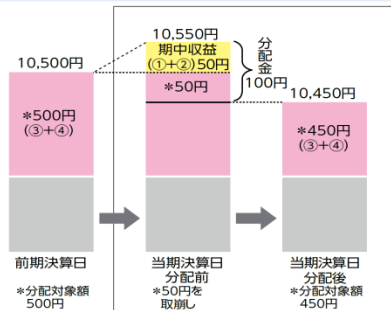 10,500円
*500円
(③+④)
前期決算日
*分配対象額
500円
10,550円
期中収益
(①+②)50円
*50円
分配金
100円
当期決算日
分配前
*50円を
取崩し
10,450円
*450円
(③+④)
当期決算日
分配後
*分配対象額
450円